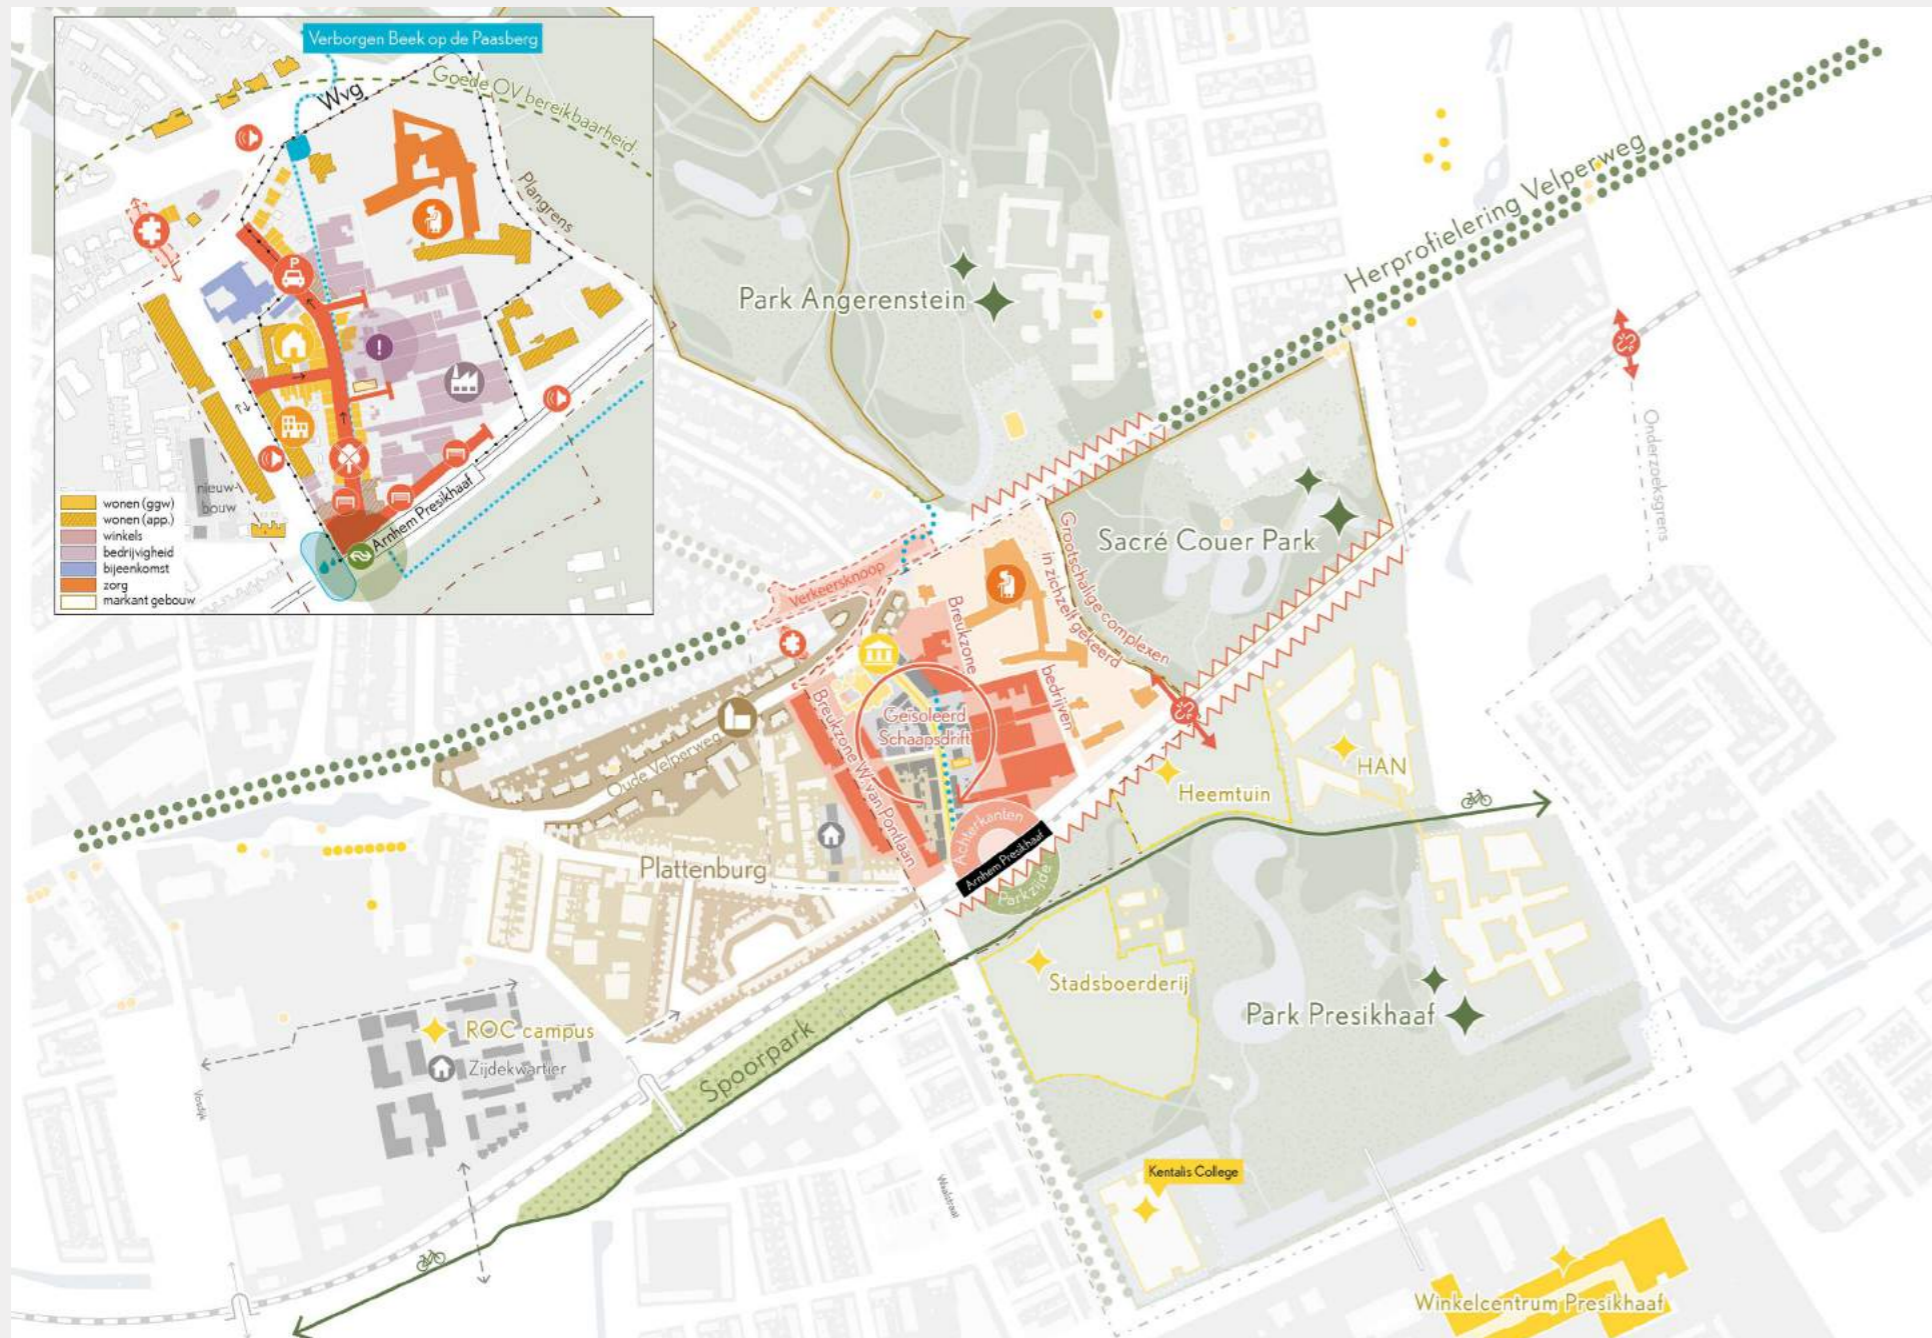 Verborgen Beek op de Paasberg
Goede OV bereikbaarheid.
Wvg
Plangrens
P
!
nieuw-
bouw
Arnhem Presikhaaf
wonen (ggw)
wonen (app.)
winkels
bedrijvigheid
bijeenkomst
zorg
markant gebouw
Herprofielering Velperweg
Park Angerenstein
Onderzoeksgrens
Sacré Couer Park
Grootschalige complexen
in zichzelf gekeerd
Verkeersknoop
Breukzone
bedrijven
Geïsoleerd
Schaapsdrift
Breukzone W. van Pontlaan
Oude Velperweg
HAN
Heemtuin
Achterkanten
Arnhem Presikhaaf
Parkzijde
Plattenburg
Stadsboerderij
Park Presikhaaf
ROC campus
Zijdekwartier
Spoorpark
Vosdijk
Waalstraat
Kentalis College
Winkelcentrum Presikhaaf